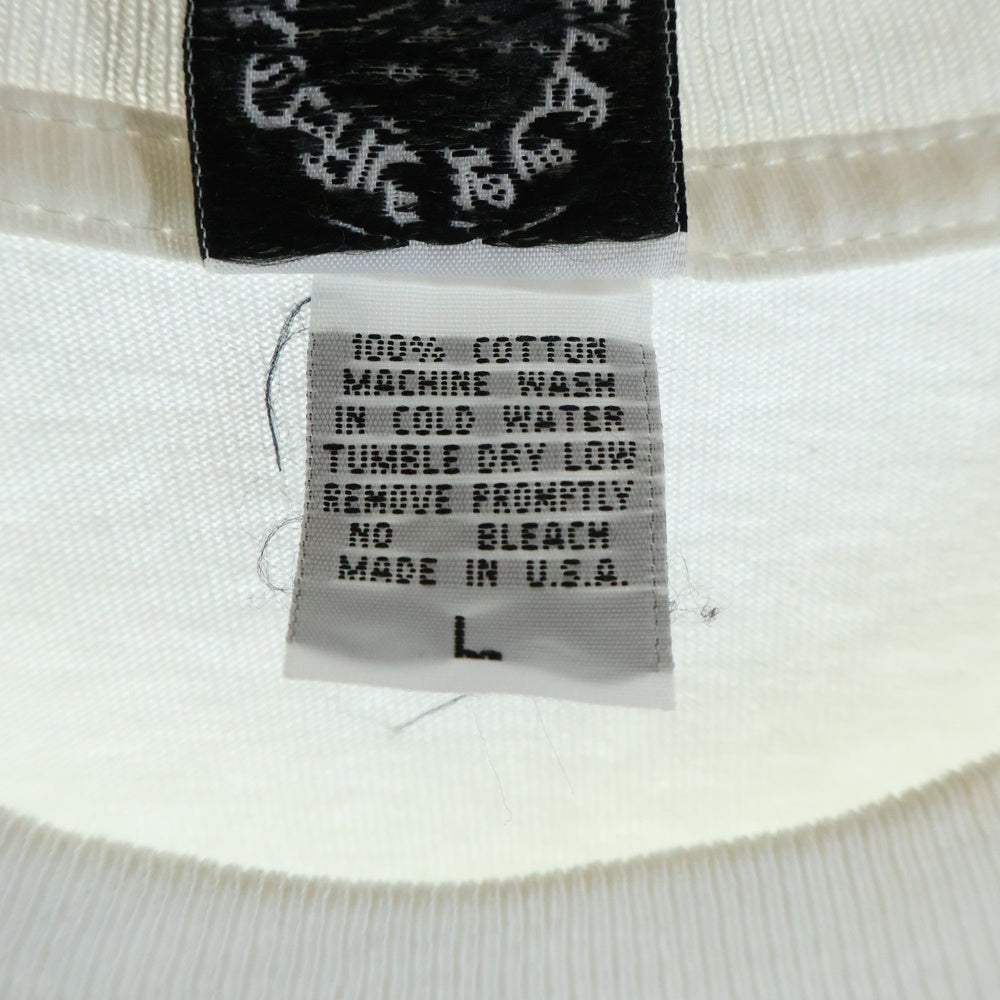 100% COTTON
MACHINE WASH
IN COLD WATER
TUMBLE DRY LOW
REMOVE PROMPTLY
NO BLEACH
MADE IN U.S.A.
L